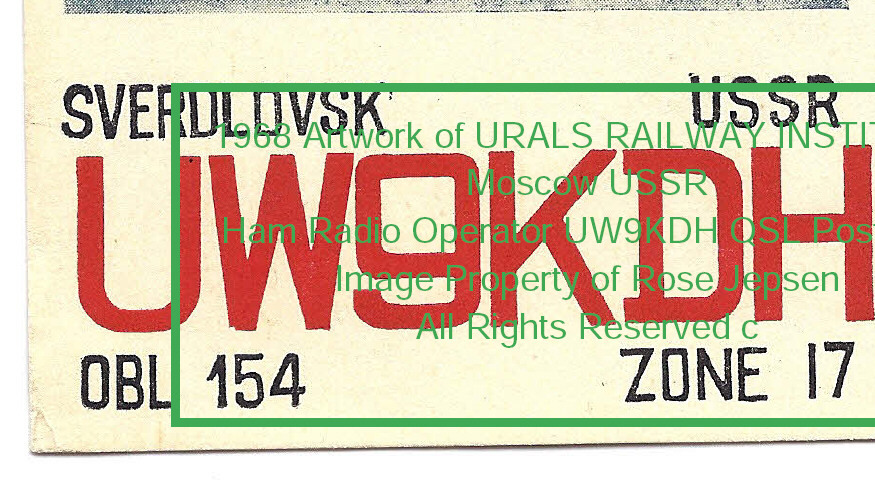 SVERDLOVSK USSR
1968 Artwork of URALS RAILWAY INSTIT
Moscow USSR
UW9KDH
Ham Radio Operator UW9KDH QSL Pos
Image Property of Rose Jepsen
All Rights Reserved c
OBL 154 ZONE 17